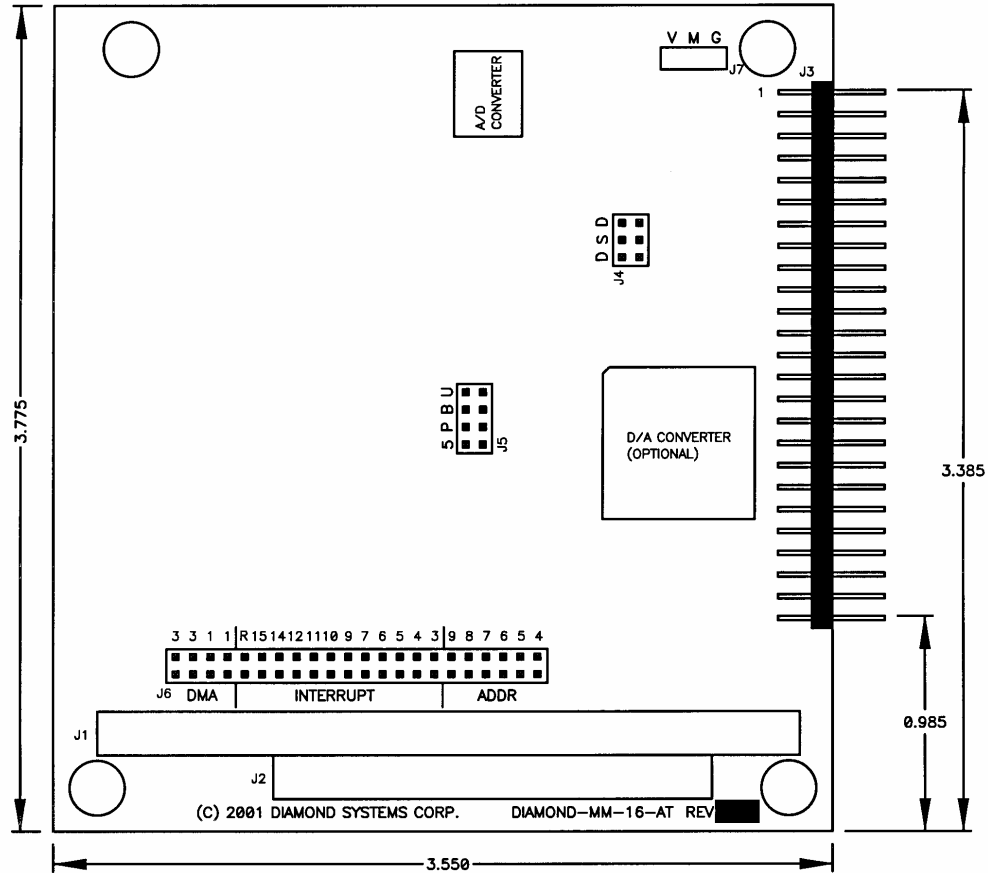 V M G
J7
J3
1
A/D
CONVERTER
D S D
J4
3.775
5 P B U
J5
D/A CONVERTER
(OPTIONAL)
3.385
3 3 1 1 R 15 14 12 11 10 9 7 6 5 4 3 9 8 7 6 5 4
J6 DMA INTERRUPT ADDR
0.985
J1
J2
(C) 2001 DIAMOND SYSTEMS CORP. DIAMOND-MM-16-AT REV
3.550